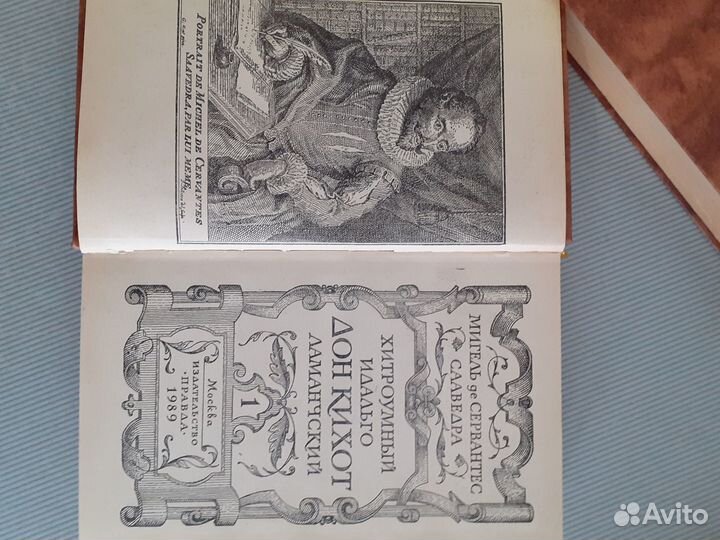 PORTRAIT DE MICHEL DE CERVANTES
SAAVEDRA, PAR LUI MEME
МИГЕЛЬ де СЕРВАНТЕС
СААВЕДРА
ХИТРОУМНЫЙ
ИДАЛЬГО
ДОН КИХОТ
ЛАМАНЧСКИЙ
1
Москва
ИЗДАТЕЛЬСТВО
«ПРАВДА»
1989
Avito